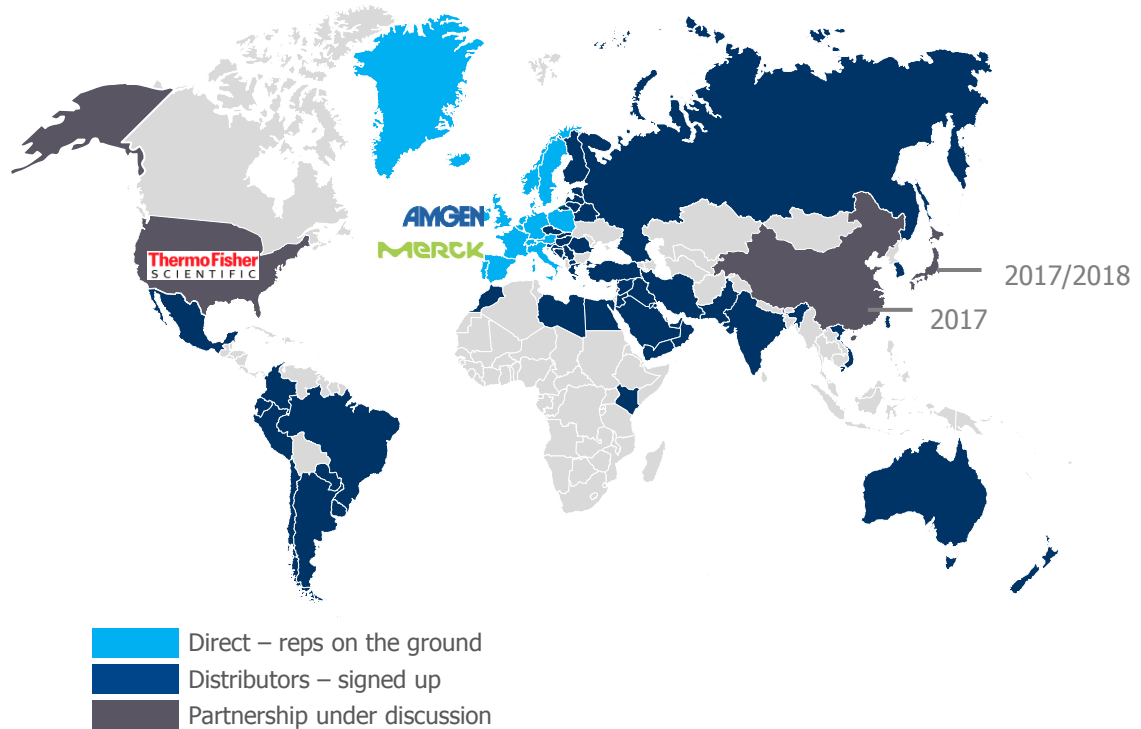 AMGEN
MERCK
ThermoFisher
SCIENTIFIC
2017/2018
2017
Direct – reps on the ground
Distributors – signed up
Partnership under discussion